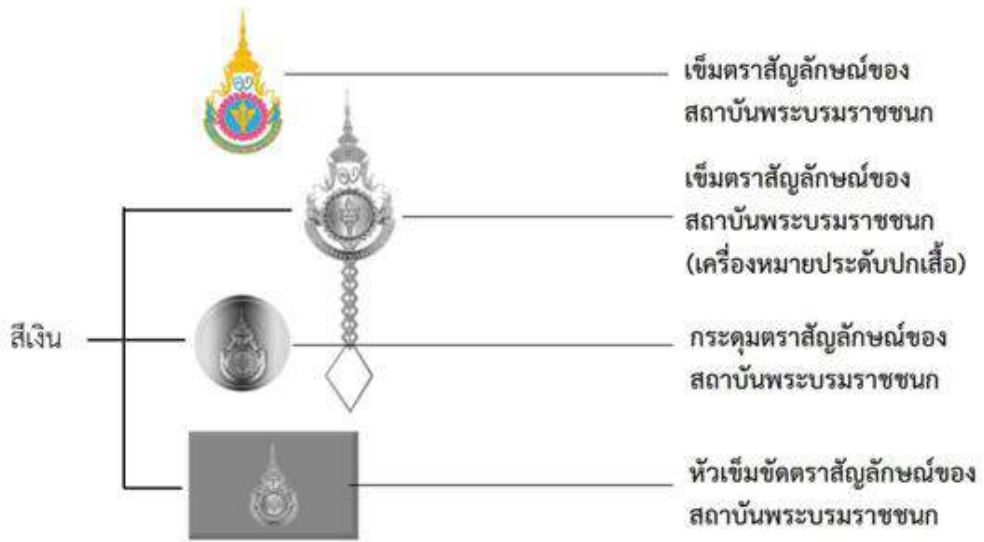 เข็มตราสัญลักษณ์ของ
สถาบันพระบรมราชชนก
เข็มตราสัญลักษณ์ของ
สถาบันพระบรมราชชนก
(เครื่องหมายประดับปกเสื้อ)
สีเงิน
กระดุมตราสัญลักษณ์ของ
สถาบันพระบรมราชชนก
หัวเข็มขัดตราสัญลักษณ์ของ
สถาบันพระบรมราชชนก